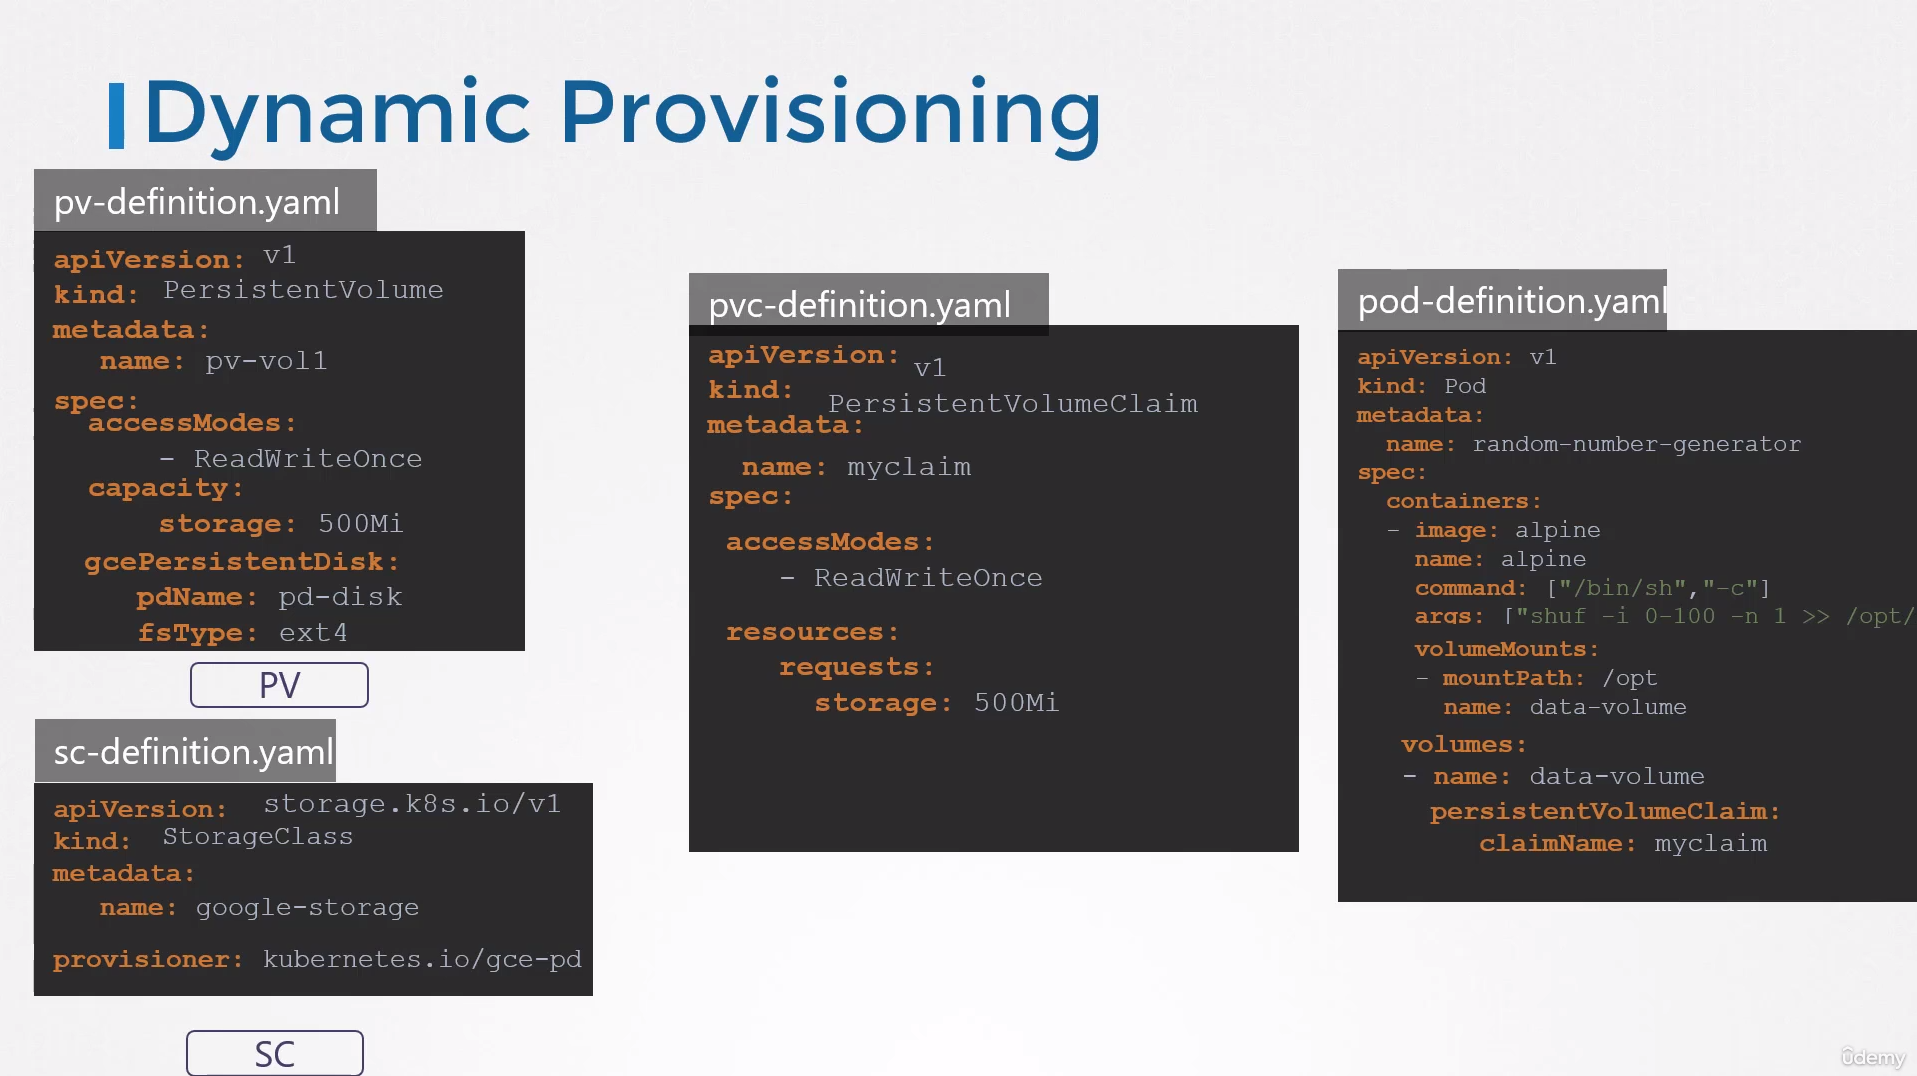 Dynamic Provisioning
pv-definition.yaml
apiVersion: v1
kind: PersistentVolume
metadata:
name: pv-vol1
spec:
accessModes:
- ReadWriteOnce
capacity:
storage: 500Mi
gcePersistentDisk:
pdName: pd-disk
fsType: ext4
PV
sc-definition.yaml
apiVersion: storage.k8s.io/v1
kind: StorageClass
metadata:
name: google-storage
provisioner: kubernetes.io/gce-pd
SC
pvc-definition.yaml
apiVersion: v1
kind: PersistentVolumeClaim
metadata:
name: myclaim
spec:
accessModes:
- ReadWriteOnce
resources:
requests:
storage: 500Mi
pod-definition.yaml
apiVersion: v1
kind: Pod
metadata:
name: random-number-generator
spec:
containers:
- image: alpine
name: alpine
command: ["/bin/sh","-c"]
args: ["shuf -i 0-100 -n 1 >> /opt/
volumeMounts:
- mountPath: /opt
name: data-volume
volumes:
- name: data-volume
persistentVolumeClaim:
claimName: myclaim
ûdemy